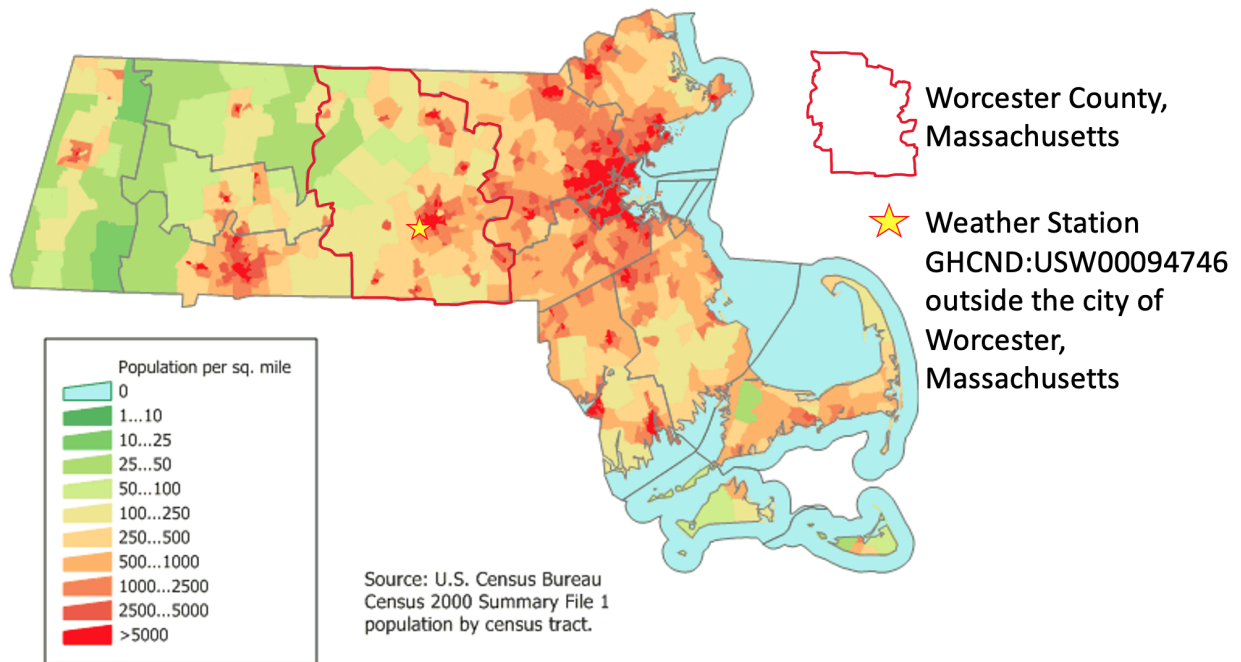 Worcester County,
Massachusetts
Weather Station
GHCND:USW00094746
outside the city of
Worcester,
Massachusetts
Population per sq. mile
0
1...10
10...25
25...50
50...100
100...250
250...500
500...1000
1000...2500
2500...5000
>5000
Source: U.S. Census Bureau
Census 2000 Summary File 1
population by census tract.